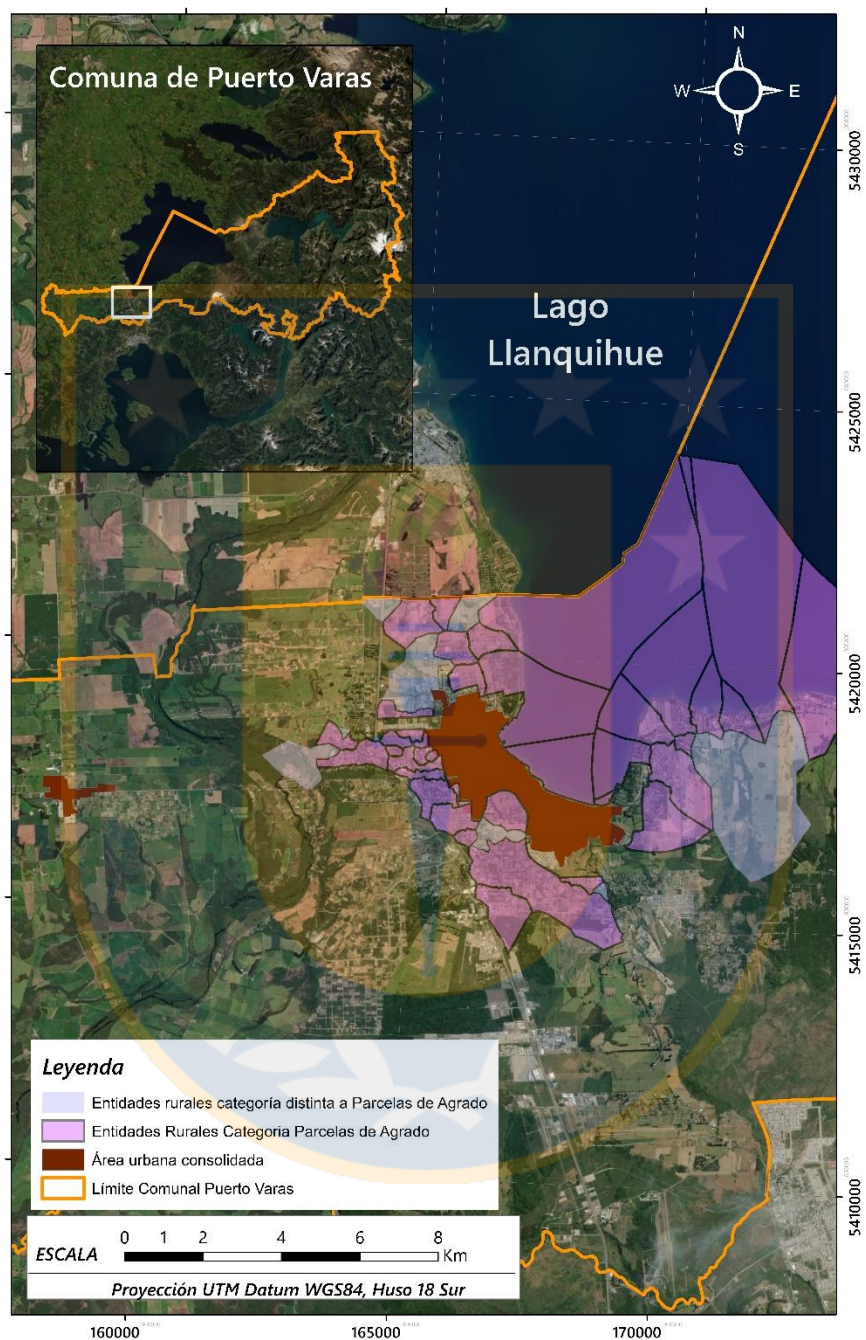 Comuna de Puerto Varas
N
W E
S
Lago
Llanquihue
5430000
5425000
5420000
5415000
5410000
Leyenda
Entidades rurales categoría distinta a Parcelas de Agrado
Entidades Rurales Categoria Parcelas de Agrado
Área urbana consolidada
Límite Comunal Puerto Varas
ESCALA 0 1 2 4 6 8 Km
Proyección UTM Datum WGS84, Huso 18 Sur
160000 165000 170000